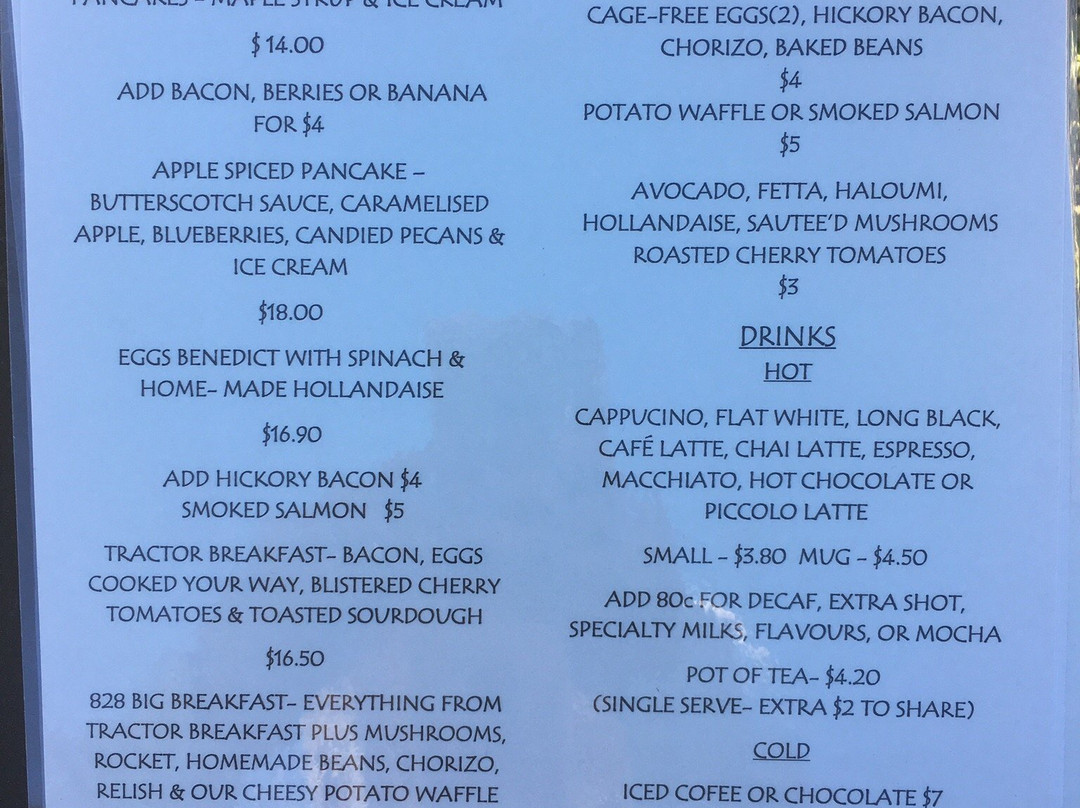 PANCAKES - MAPLE SYRUP & ICE CREAM
$14.00
ADD BACON, BERRIES OR BANANA
FOR $4
APPLE SPICED PANCAKE –
BUTTERSCOTCH SAUCE, CARAMELISED
APPLE, BLUEBERRIES, CANDIED PECANS &
ICE CREAM
$18.00
EGGS BENEDICT WITH SPINACH &
HOME- MADE HOLLANDAISE
$16.90
ADD HICKORY BACON $4
SMOKED SALMON $5
TRACTOR BREAKFAST- BACON, EGGS
COOKED YOUR WAY, BLISTERED CHERRY
TOMATOES & TOASTED SOURDOUGH
$16.50
828 BIG BREAKFAST- EVERYTHING FROM
TRACTOR BREAKFAST PLUS MUSHROOMS,
ROCKET, HOMEMADE BEANS, CHORIZO,
RELISH & OUR CHEESY POTATO WAFFLE
CAGE-FREE EGGS(2), HICKORY BACON,
CHORIZO, BAKED BEANS
$4
POTATO WAFFLE OR SMOKED SALMON
$5
AVOCADO, FETTA, HALOUMI,
HOLLANDAISE, SAUTEE'D MUSHROOMS
ROASTED CHERRY TOMATOES
$3
DRINKS
HOT
CAPPUCINO, FLAT WHITE, LONG BLACK,
CAFÉ LATTE, CHAI LATTE, ESPRESSO,
MACCHIATO, HOT CHOCOLATE OR
PICCOLO LATTE
SMALL – $3.80 MUG – $4.50
ADD 80c FOR DECAF, EXTRA SHOT,
SPECIALTY MILKS, FLAVOURS, OR MOCHA
POT OF TEA- $4.20
(SINGLE SERVE- EXTRA $2 TO SHARE)
COLD
ICED COFEE OR CHOCOLATE $7